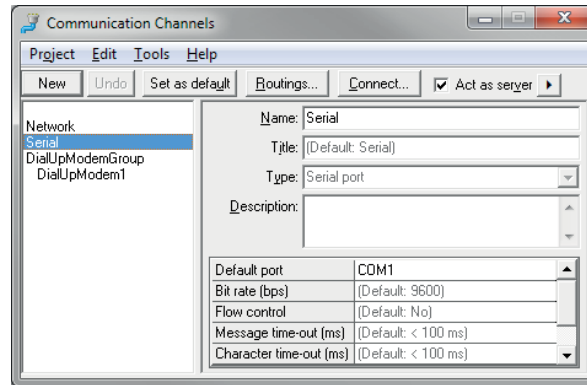 Communication Channels
Project Edit Tools Help
New Undo Set as default Routings... Connect... Act as server
Network
Serial
DialUpModemGroup
DialUpModem1
Name: Serial
Title: (Default: Serial)
Type: Serial port
Description:
Default port COM1
Bit rate (bps) (Default: 9600)
Flow control (Default: No)
Message time-out (ms) (Default: < 100 ms)
Character time-out (ms) (Default: < 100 ms)